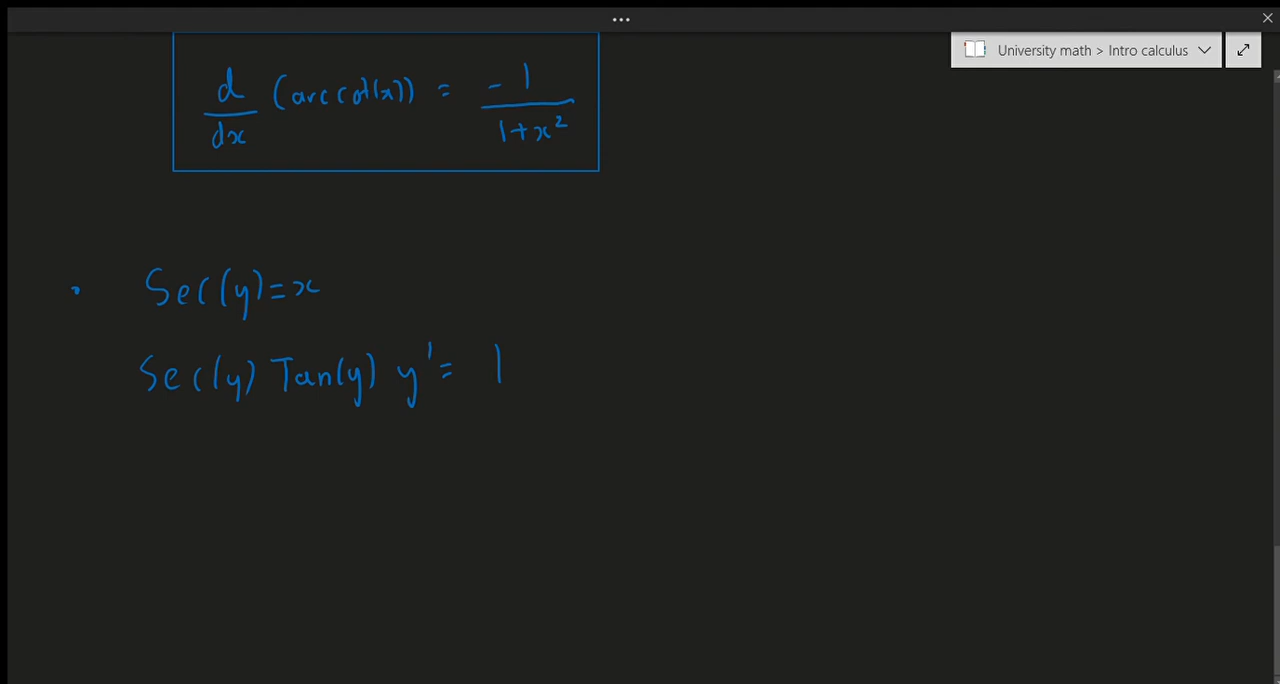 University math > Intro calculus
d/dx (arccot(x)) = -1/(1+x²)
Sec(y)=x
Sec(y) Tan(y) y' = 1